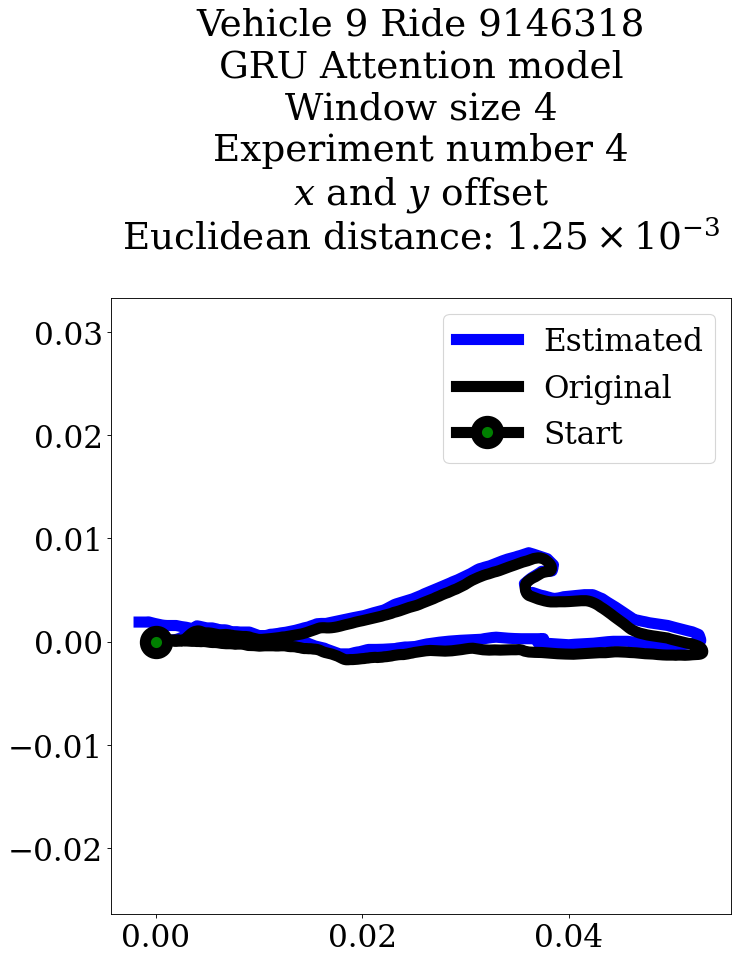 Vehicle 9 Ride 9146318
GRU Attention model
Window size 4
Experiment number 4
x and y offset
Euclidean distance: 1.25 × 10⁻³
Estimated
Original
Start
0.03
0.02
0.01
0.00
−0.01
−0.02
0.00 0.02 0.04